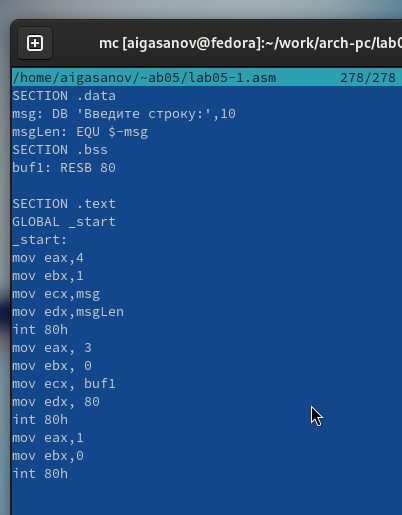 mc [aigasanov@fedora]:~/work/arch-pc/lab0
/home/aigasanov/~ab05/lab05-1.asm 278/278
SECTION .data
msg: DB 'Введите строку:',10
msgLen: EQU $-msg
SECTION .bss
buf1: RESB 80
SECTION .text
GLOBAL _start
_start:
mov eax,4
mov ebx,1
mov ecx,msg
mov edx,msgLen
int 80h
mov eax, 3
mov ebx, 0
mov ecx, buf1
mov edx, 80
int 80h
mov eax,1
mov ebx,0
int 80h